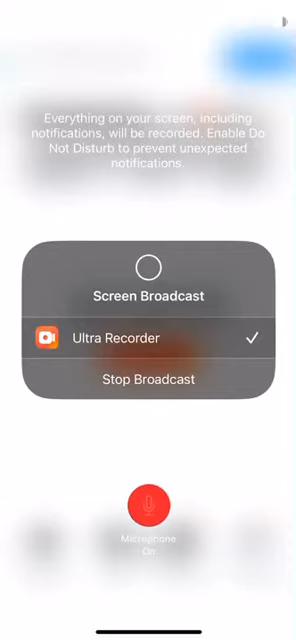 Everything on your screen, including
notifications, will be recorded. Enable Do
Not Disturb to prevent unexpected
notifications.
Screen Broadcast
Ultra Recorder
Stop Broadcast
Microphone
On